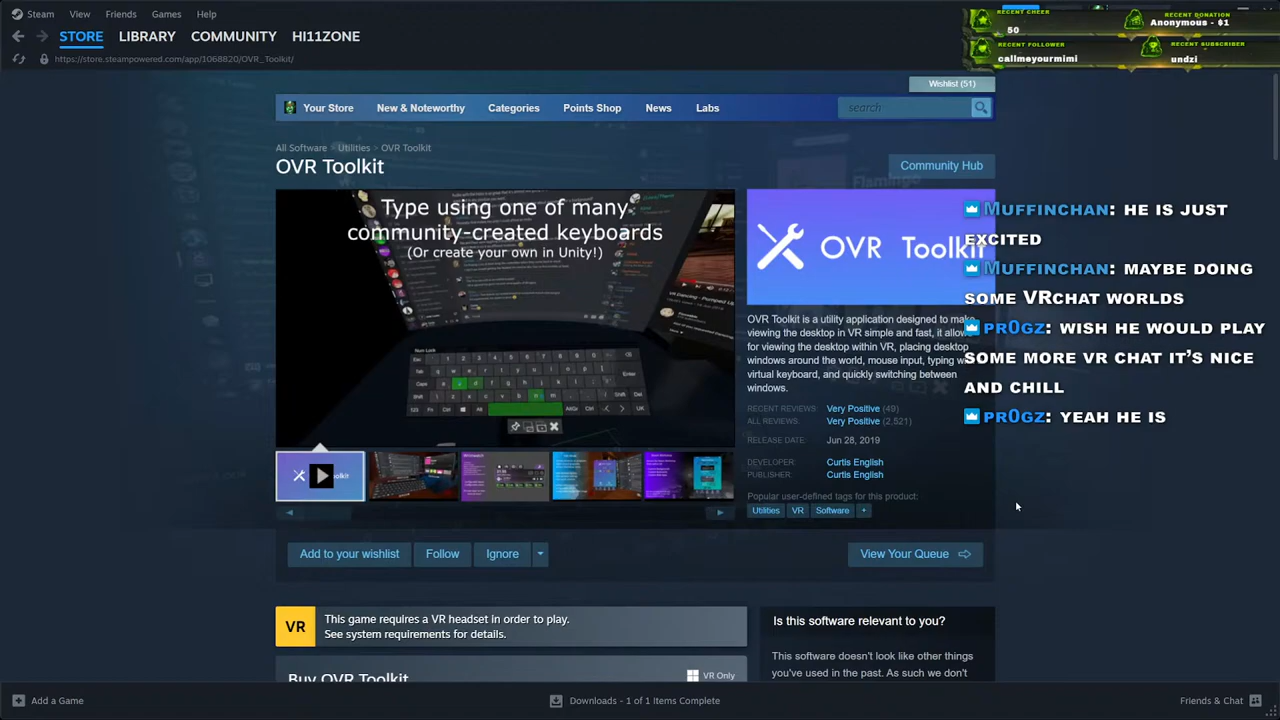 Steam View Friends Games Help
STORE LIBRARY COMMUNITY HI11ZONE
https://store.steampowered.com/app/1068820/OVR_Toolkit/
RECENT CHEER
50
RECENT DONATION
Anonymous - $1
RECENT FOLLOWER
callmeyourmimi
RECENT SUBSCRIBER
undzi
Wishlist (51)
Your Store New & Noteworthy Categories Points Shop News Labs
search
All Software > Utilities > OVR Toolkit
OVR Toolkit
Community Hub
Type using one of many
community-created keyboards
(Or create your own in Unity!)
OVR Toolkit
OVR Toolkit is a utility application designed to make
viewing the desktop in VR simple and fast, it allow
for viewing the desktop within VR, placing desktop
windows around the world, mouse input, typing w
virtual keyboard, and quickly switching between
windows.
RECENT REVIEWS: Very Positive (49)
ALL REVIEWS: Very Positive (2,521)
RELEASE DATE: Jun 28, 2019
DEVELOPER: Curtis English
PUBLISHER: Curtis English
Popular user-defined tags for this product:
Utilities VR Software +
MUFFINCHAN: HE IS JUST
EXCITED
MUFFINCHAN: MAYBE DOING
SOME VRCHAT WORLDS
PR0GZ: WISH HE WOULD PLAY
SOME MORE VR CHAT IT'S NICE
AND CHILL
PR0GZ: YEAH HE IS
Add to your wishlist Follow Ignore
View Your Queue
VR
This game requires a VR headset in order to play.
See system requirements for details.
Is this software relevant to you?
This software doesn't look like other things
you've used in the past. As such we don't
Buy OVR Toolkit
VR Only
Add a Game
Downloads - 1 of 1 Items Complete
Friends & Chat